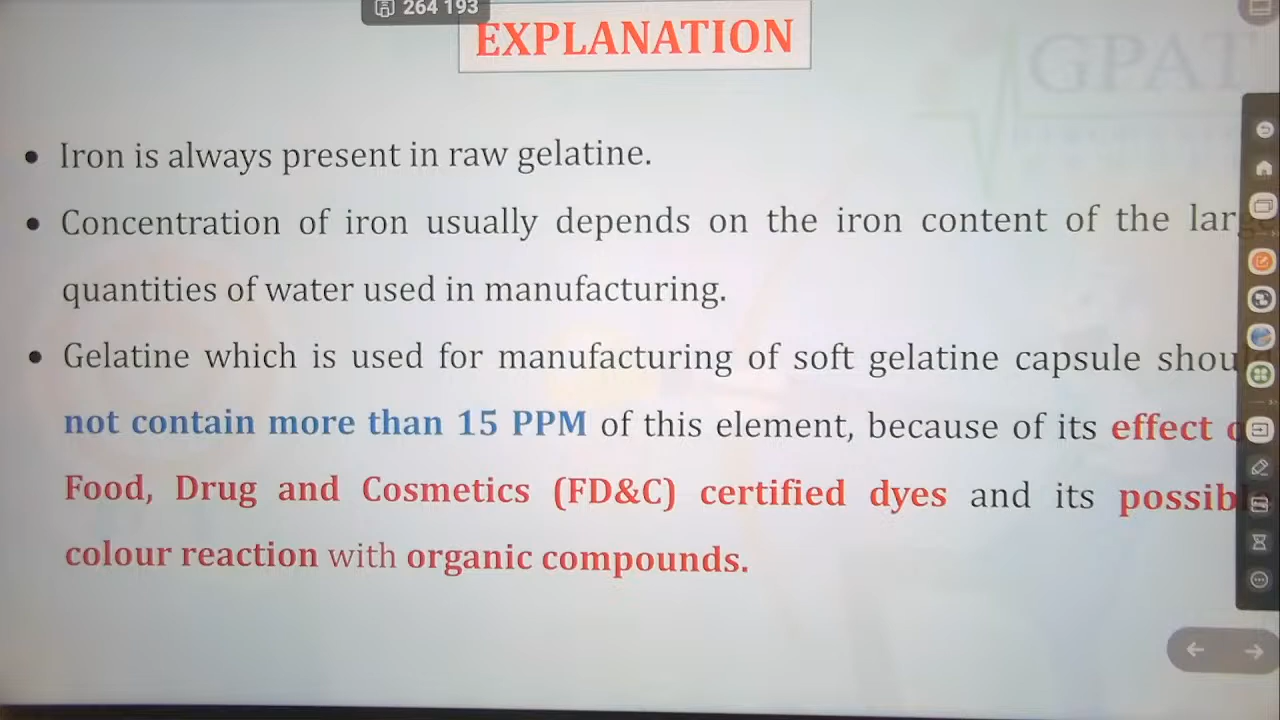 264 193
EXPLANATION
GPAT
• Iron is always present in raw gelatine.
• Concentration of iron usually depends on the iron content of the
quantities of water used in manufacturing.
• Gelatine which is used for manufacturing of soft gelatine capsule
not contain more than 15 PPM of this element, because of its effect
Food, Drug and Cosmetics (FD&C) certified dyes and its
colour reaction with organic compounds.